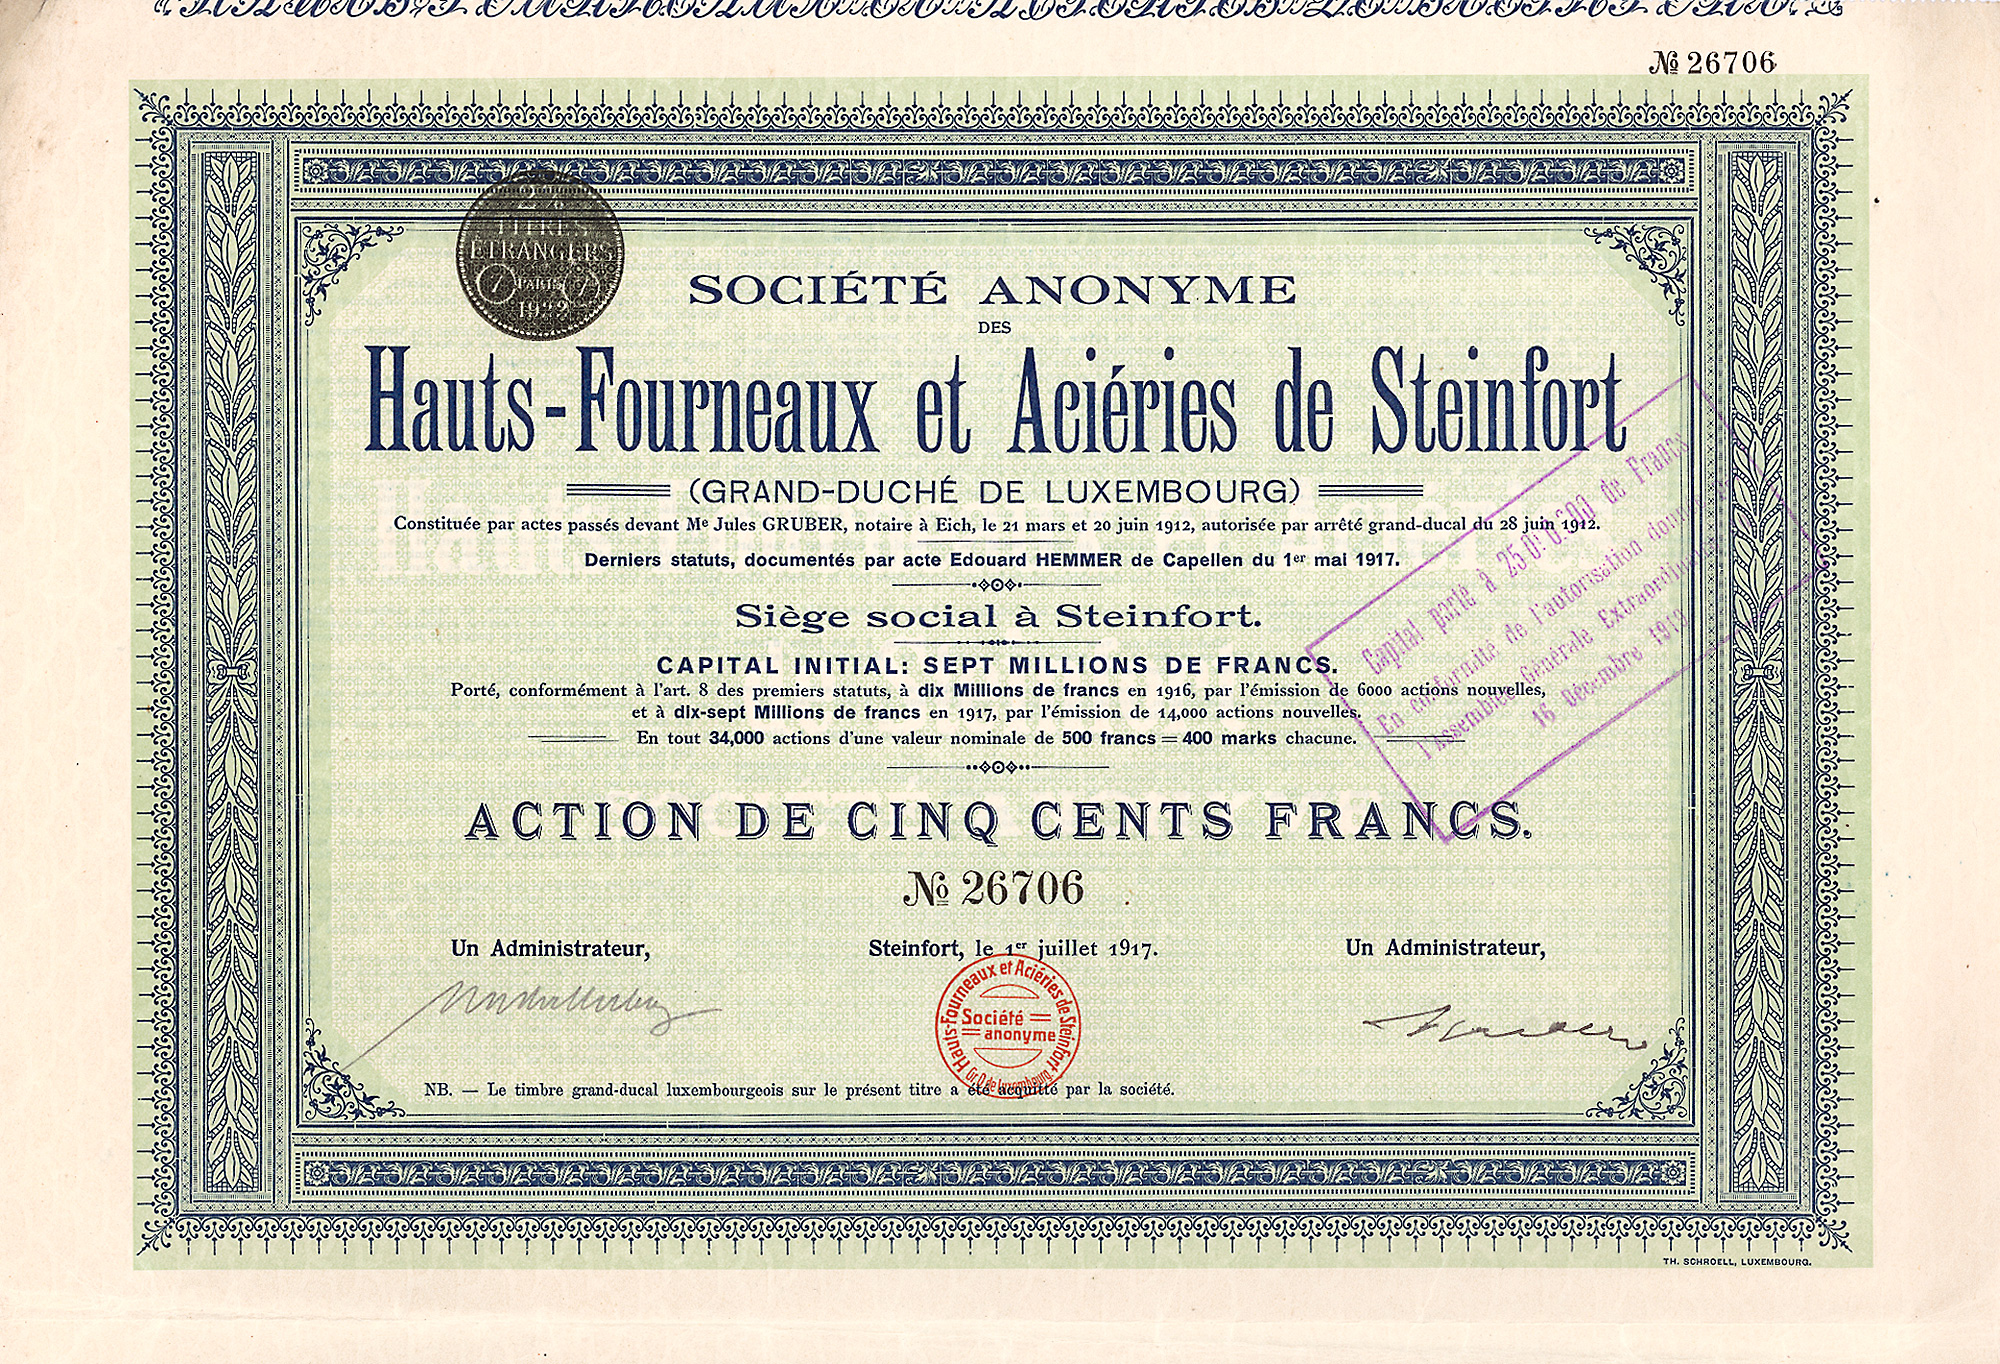 № 26706
2%
TITRES
ÉTRANGERS
PARIS
1922
SOCIÉTÉ ANONYME
DES
Hauts-Fourneaux et Aciéries de Steinfort
(GRAND-DUCHÉ DE LUXEMBOURG)
Constituée par actes passés devant Me Jules GRUBER, notaire à Eich, le 21 mars et 20 juin 1912, autorisée par arrêté grand-ducal du 28 juin 1912.
Derniers statuts, documentés par acte Edouard HEMMER de Capellen du 1er mai 1917.
Siège social à Steinfort.
CAPITAL INITIAL: SEPT MILLIONS DE FRANCS.
Porté, conformément à l'art. 8 des premiers statuts, à dix Millions de francs en 1916, par l'émission de 6000 actions nouvelles,
et à dix-sept Millions de francs en 1917, par l'émission de 14,000 actions nouvelles.
En tout 34,000 actions d'une valeur nominale de 500 francs = 400 marks chacune.
Capital porté à de Francs
En conformité de l'autorisation
l'Assemblée Générale
16 Décembre 1919
ACTION DE CINQ CENTS FRANCS.
№ 26706
Un Administrateur,
Steinfort, le 1er juillet 1917.
Un Administrateur,
Hauts-Fourneaux et Aciéries de Steinfort
Société
anonyme
Gr. D. de Luxembourg
NB. — Le timbre grand-ducal luxembourgeois sur le présent titre a été acquitté par la société.
TH. SCHROELL, LUXEMBOURG.